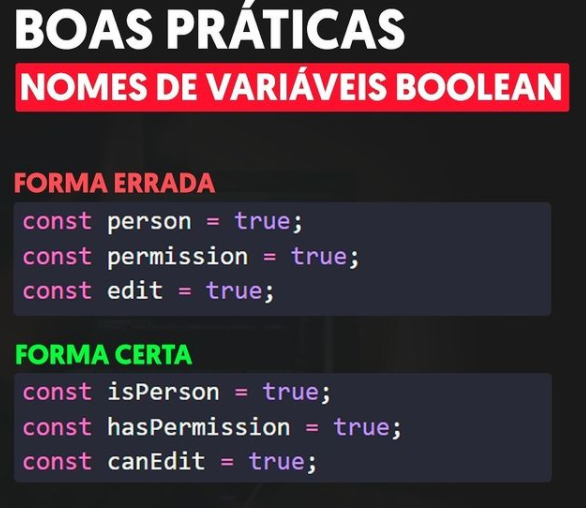 BOAS PRÁTICAS
NOMES DE VARIÁVEIS BOOLEAN
FORMA ERRADA
const person = true;
const permission = true;
const edit = true;
FORMA CERTA
const isPerson = true;
const hasPermission = true;
const canEdit = true;